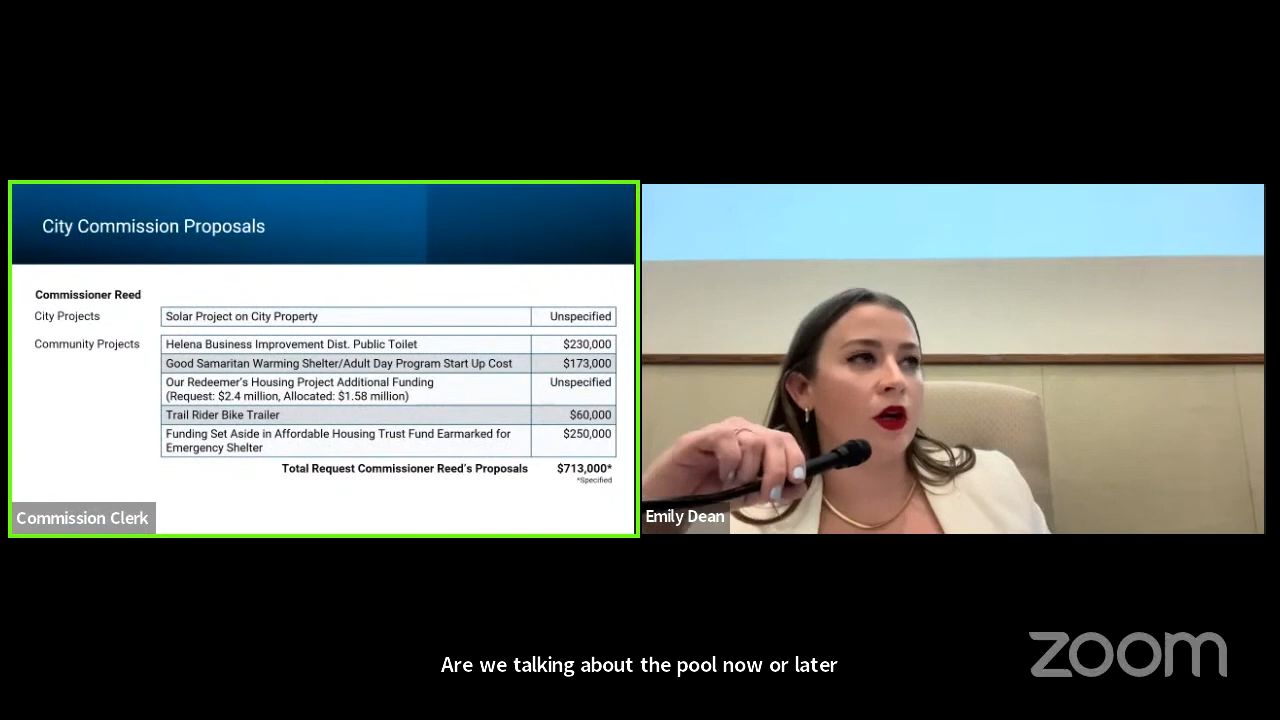 City Commission Proposals
Commissioner Reed
City Projects
Solar Project on City Property
Unspecified
Community Projects
Helena Business Improvement Dist. Public Toilet
$230,000
Good Samaritan Warming Shelter/Adult Day Program Start Up Cost
$173,000
Our Redeemer's Housing Project Additional Funding
(Request: $2.4 million, Allocated: $1.58 million)
Unspecified
Trail Rider Bike Trailer
$60,000
Funding Set Aside in Affordable Housing Trust Fund Earmarked for
Emergency Shelter
$250,000
Total Request Commissioner Reed's Proposals
$713,000*
*Specified
Commission Clerk
Emily Dean
Are we talking about the pool now or later
zoom